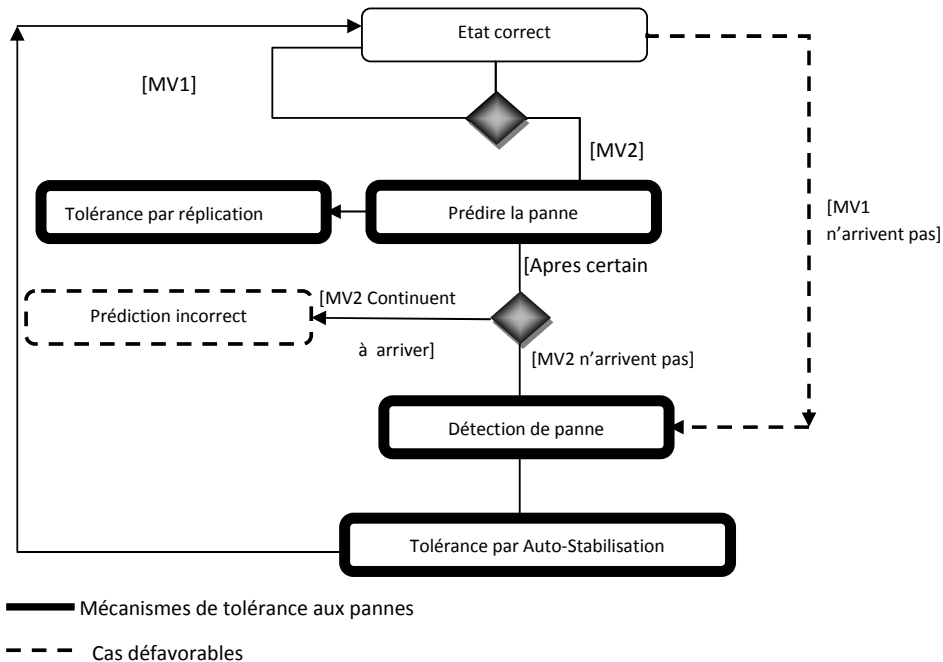 Etat correct
[MV1]
[MV2]
Tolérance par réplication
Prédire la panne
[MV1
n'arrivent pas]
[Apres certain
[MV2 Continuent
à arriver]
Prédiction incorrect
[MV2 n'arrivent pas]
Détection de panne
Tolérance par Auto-Stabilisation
Mécanismes de tolérance aux pannes
Cas défavorables